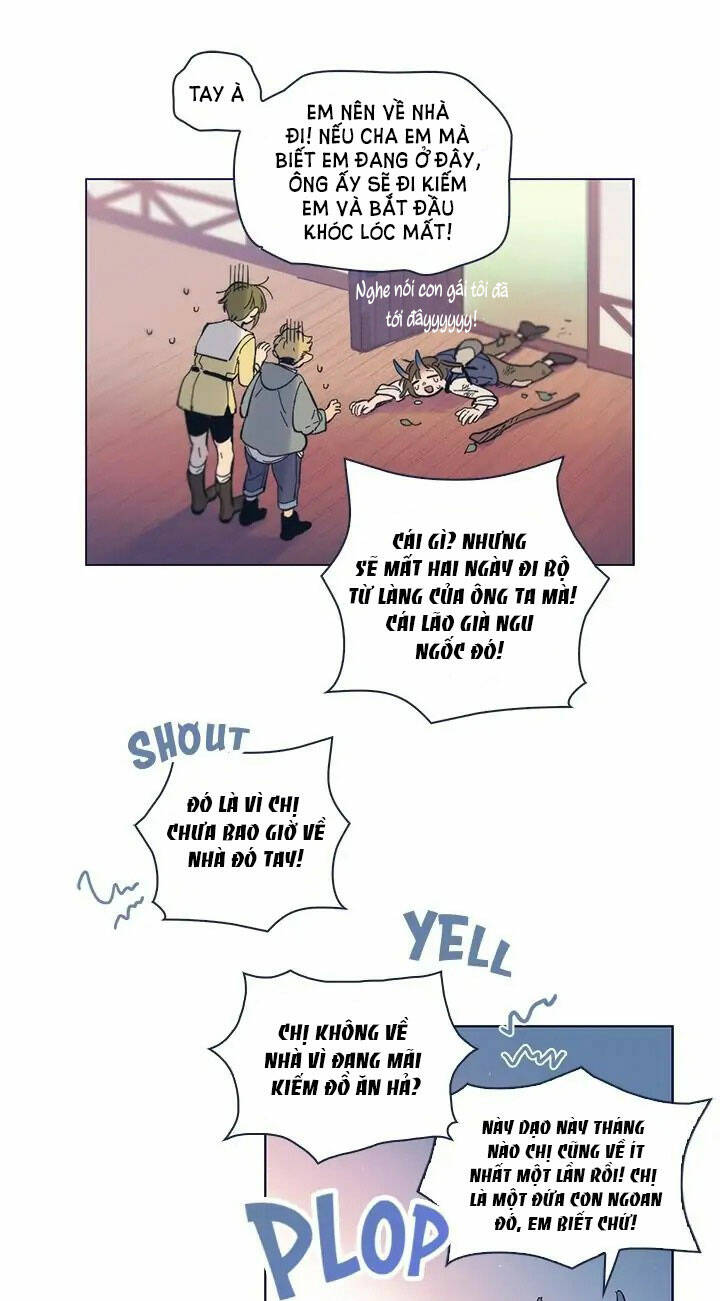 TAY À
EM NÊN VỀ NHÀ
ĐI! NẾU CHA EM MÀ
BIẾT EM ĐANG Ở ĐÂY,
ÔNG ẤY SẼ ĐI KIẾM
EM VÀ BẮT ĐẦU
KHÓC LÓC MẤT!
Nghe nói con gái tôi đã
tới đâyyyyyy!
CÁI GÌ? NHƯNG
SẼ MẤT HAI NGÀY ĐI BỘ
TỪ LÀNG CỦA ÔNG TA MÀ!
CÁI LÃO GIÀ NGU
NGỐC ĐÓ!
SHOUT
ĐÓ LÀ VÌ CHỊ
CHƯA BAO GIỜ VỀ
NHÀ ĐÓ TAY!
YELL
CHỊ KHÔNG VỀ
NHÀ VÌ ĐANG MÃI
KIẾM ĐỒ ĂN HẢ?
NÀY DẠO NÀY THÁNG
NÀO CHỊ CŨNG VỀ ÍT
NHẤT MỘT LẦN RỒI! CHỊ
LÀ MỘT ĐỨA CON NGOAN
ĐÓ, EM BIẾT CHỨ!
PLOP